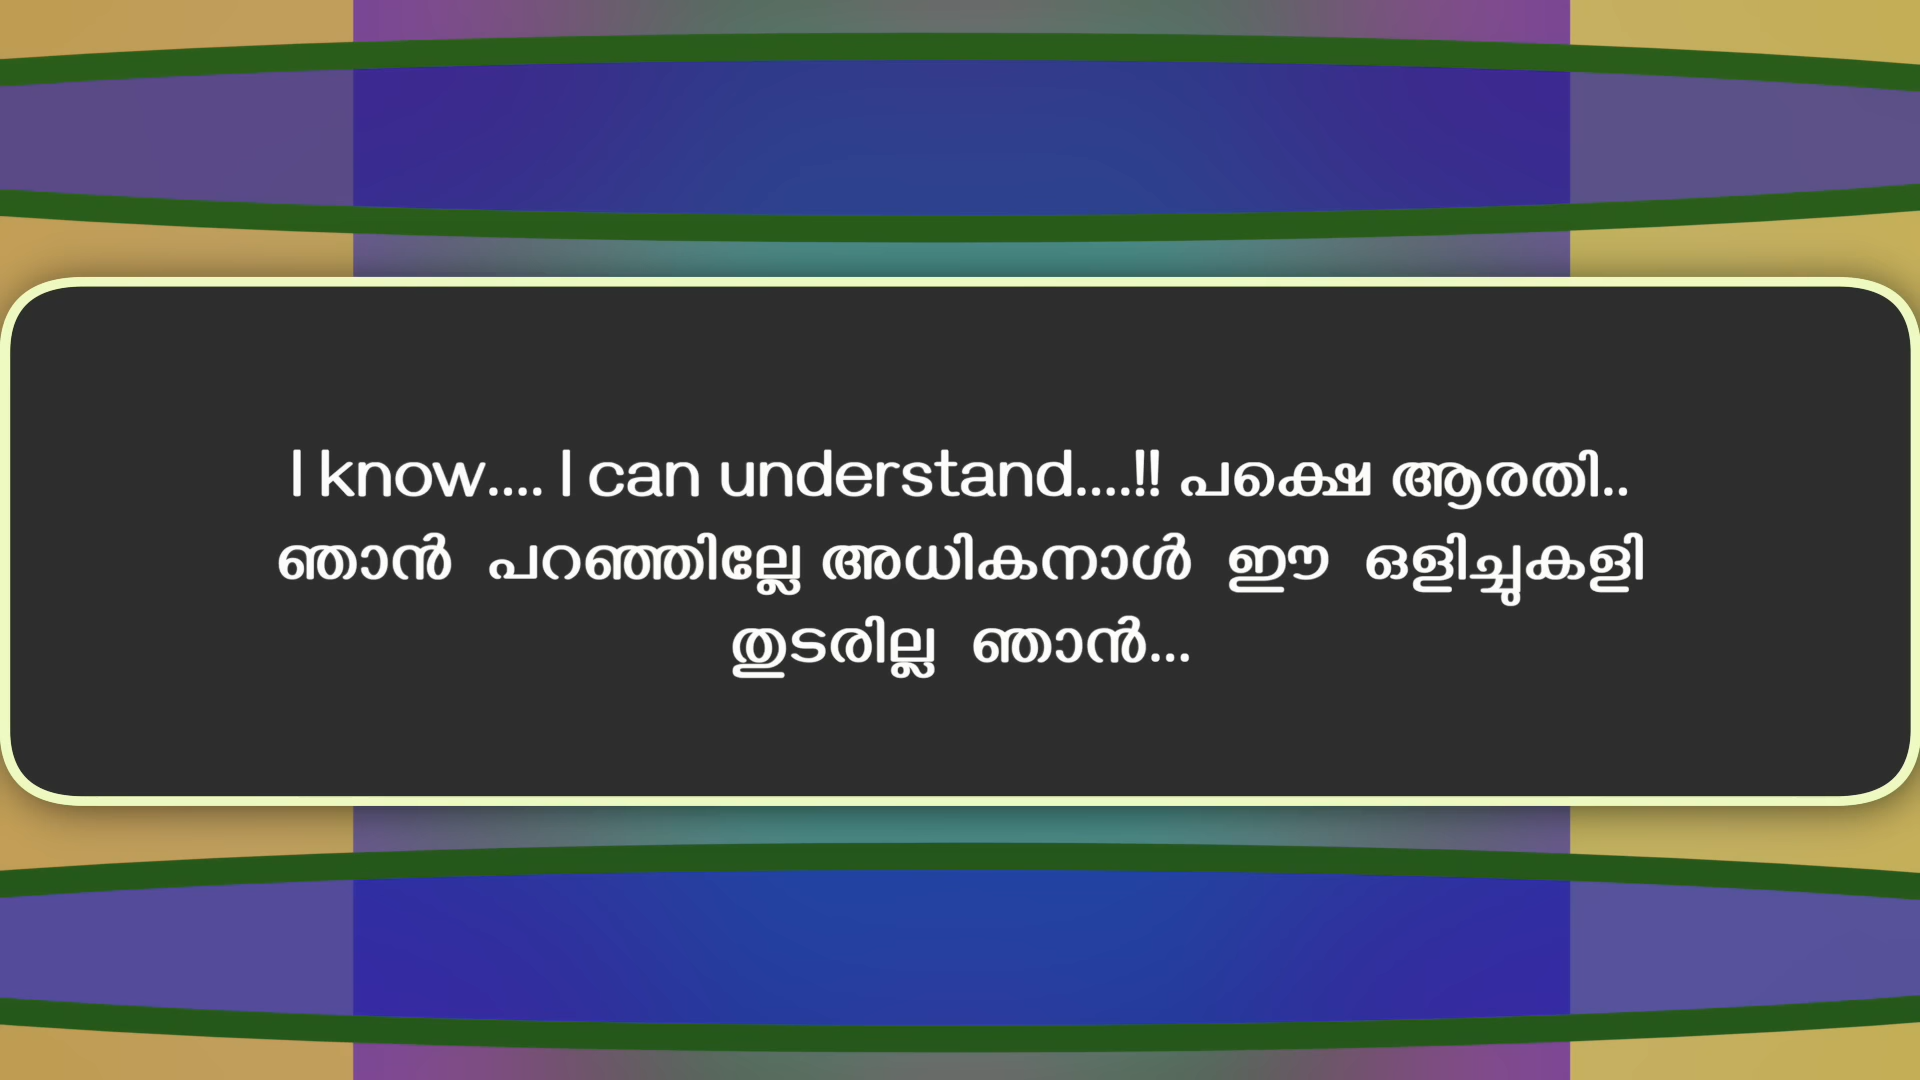 I know.... I can understand....!! പക്ഷെ ആരതി..
ഞാൻ പറഞ്ഞില്ലേ അധികനാൾ ഈ ഒളിച്ചുകളി
തുടരില്ല ഞാൻ...